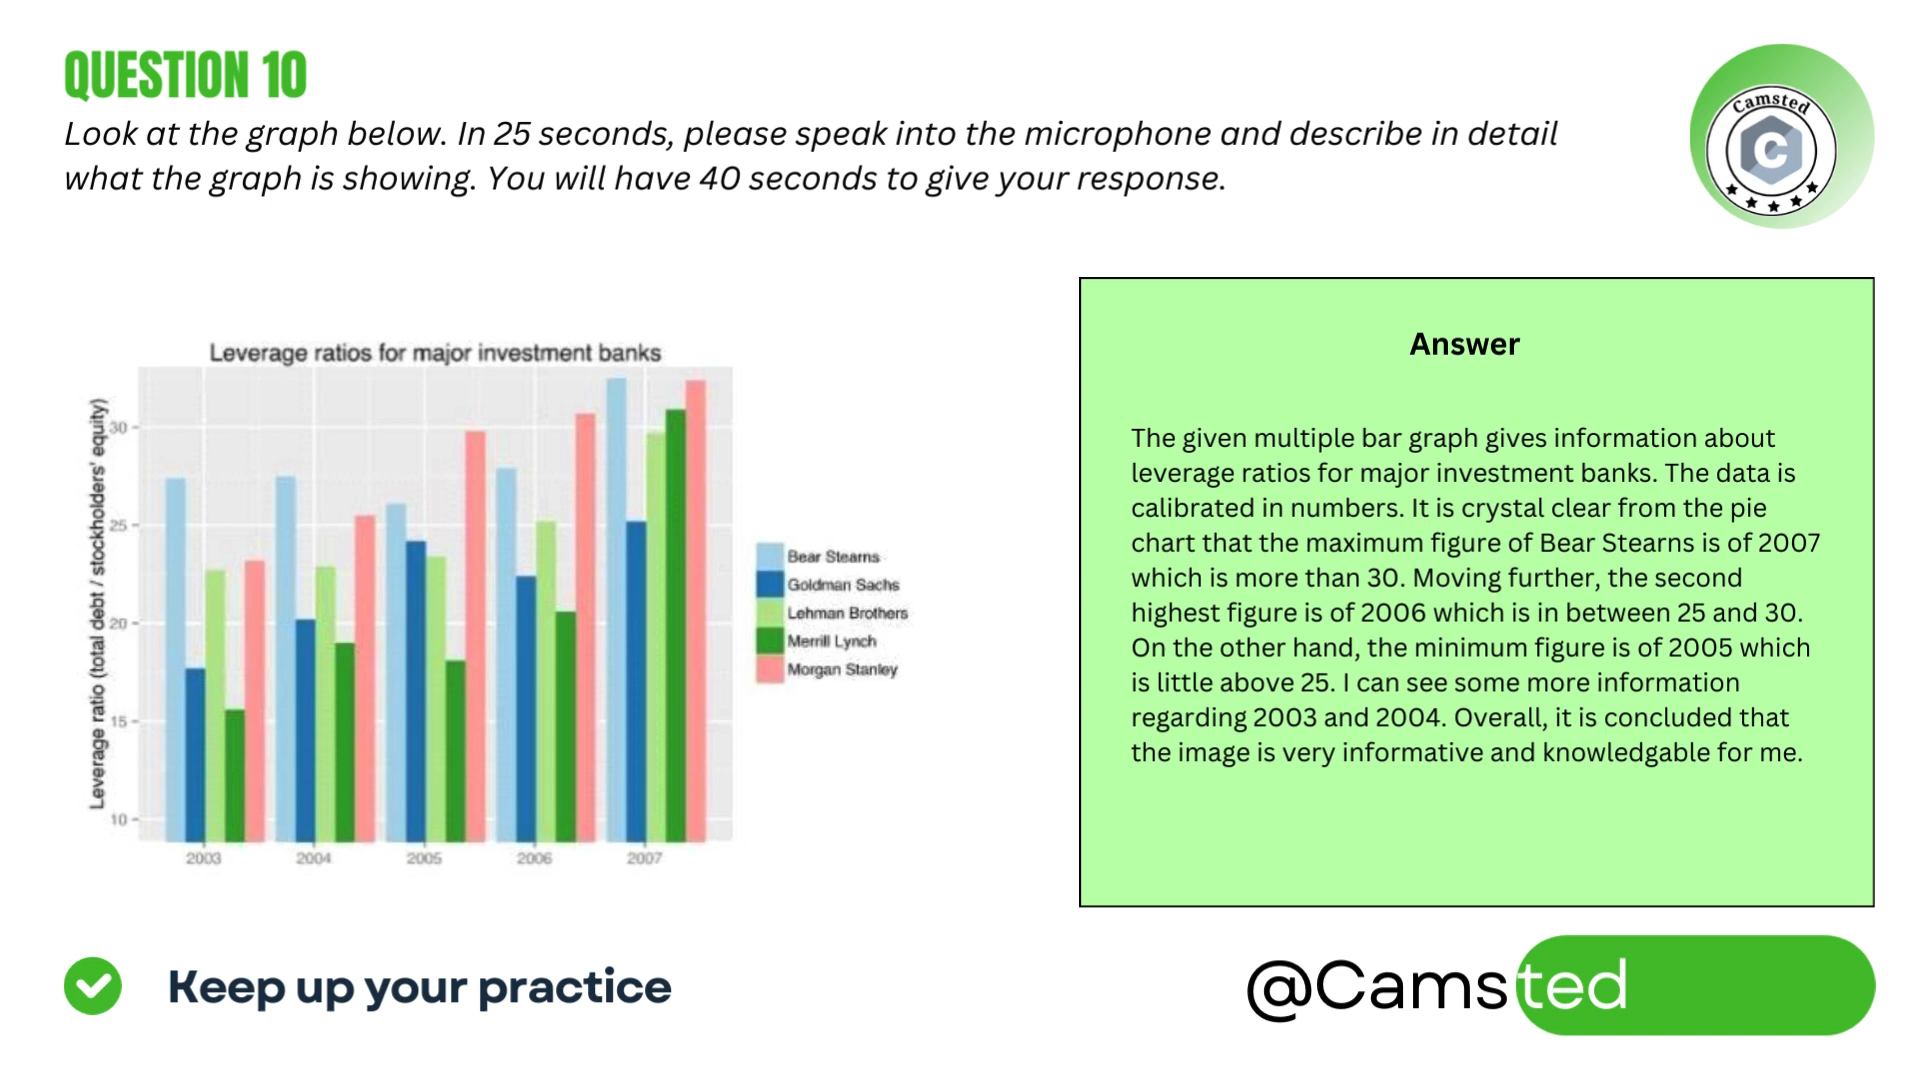 QUESTION 10
Look at the graph below. In 25 seconds, please speak into the microphone and describe in detail
what the graph is showing. You will have 40 seconds to give your response.
Camsted
C
Leverage ratios for major investment banks
Leverage ratio (total debt / stockholders' equity)
30
25
20
15
10
2003 2004 2005 2006 2007
Bear Stearns
Goldman Sachs
Lehman Brothers
Merrill Lynch
Morgan Stanley
Answer
The given multiple bar graph gives information about
leverage ratios for major investment banks. The data is
calibrated in numbers. It is crystal clear from the pie
chart that the maximum figure of Bear Stearns is of 2007
which is more than 30. Moving further, the second
highest figure is of 2006 which is in between 25 and 30.
On the other hand, the minimum figure is of 2005 which
is little above 25. I can see some more information
regarding 2003 and 2004. Overall, it is concluded that
the image is very informative and knowledgable for me.
Keep up your practice
@Camsted